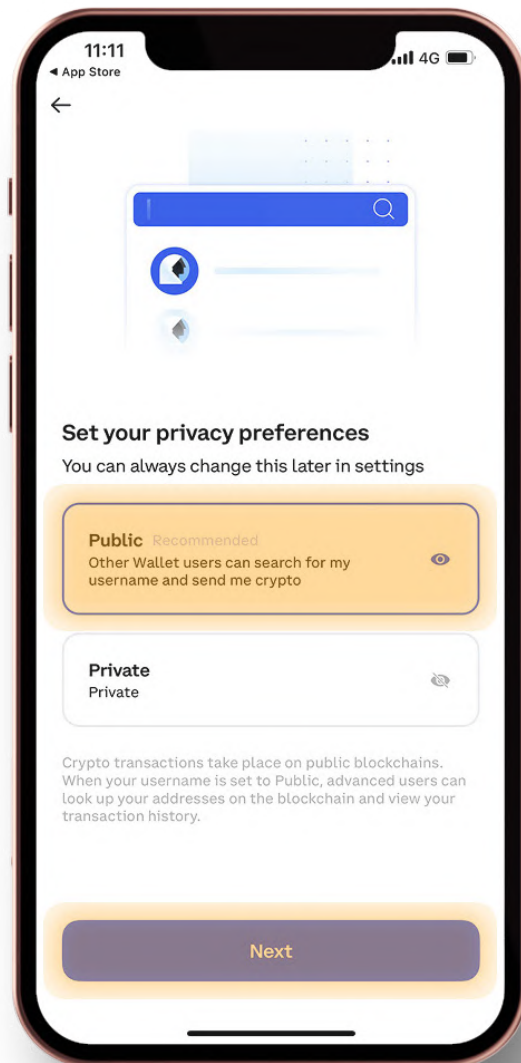 11:11
4G
◀ App Store
Set your privacy preferences
You can always change this later in settings
Public Recommended
Other Wallet users can search for my
username and send me crypto
Private
Private
Crypto transactions take place on public blockchains.
When your username is set to Public, advanced users can
look up your addresses on the blockchain and view your
transaction history.
Next